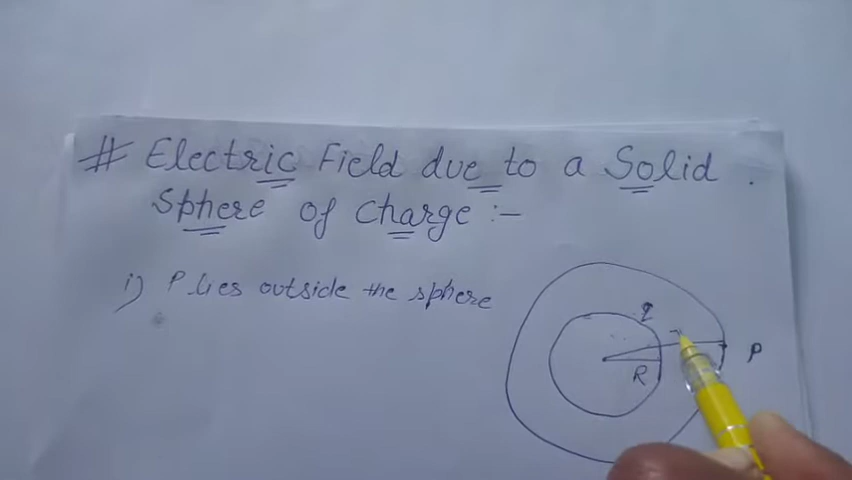 # Electric Field due to a Solid
Sphere of Charge :-
i) P lies outside the sphere
q
R
P